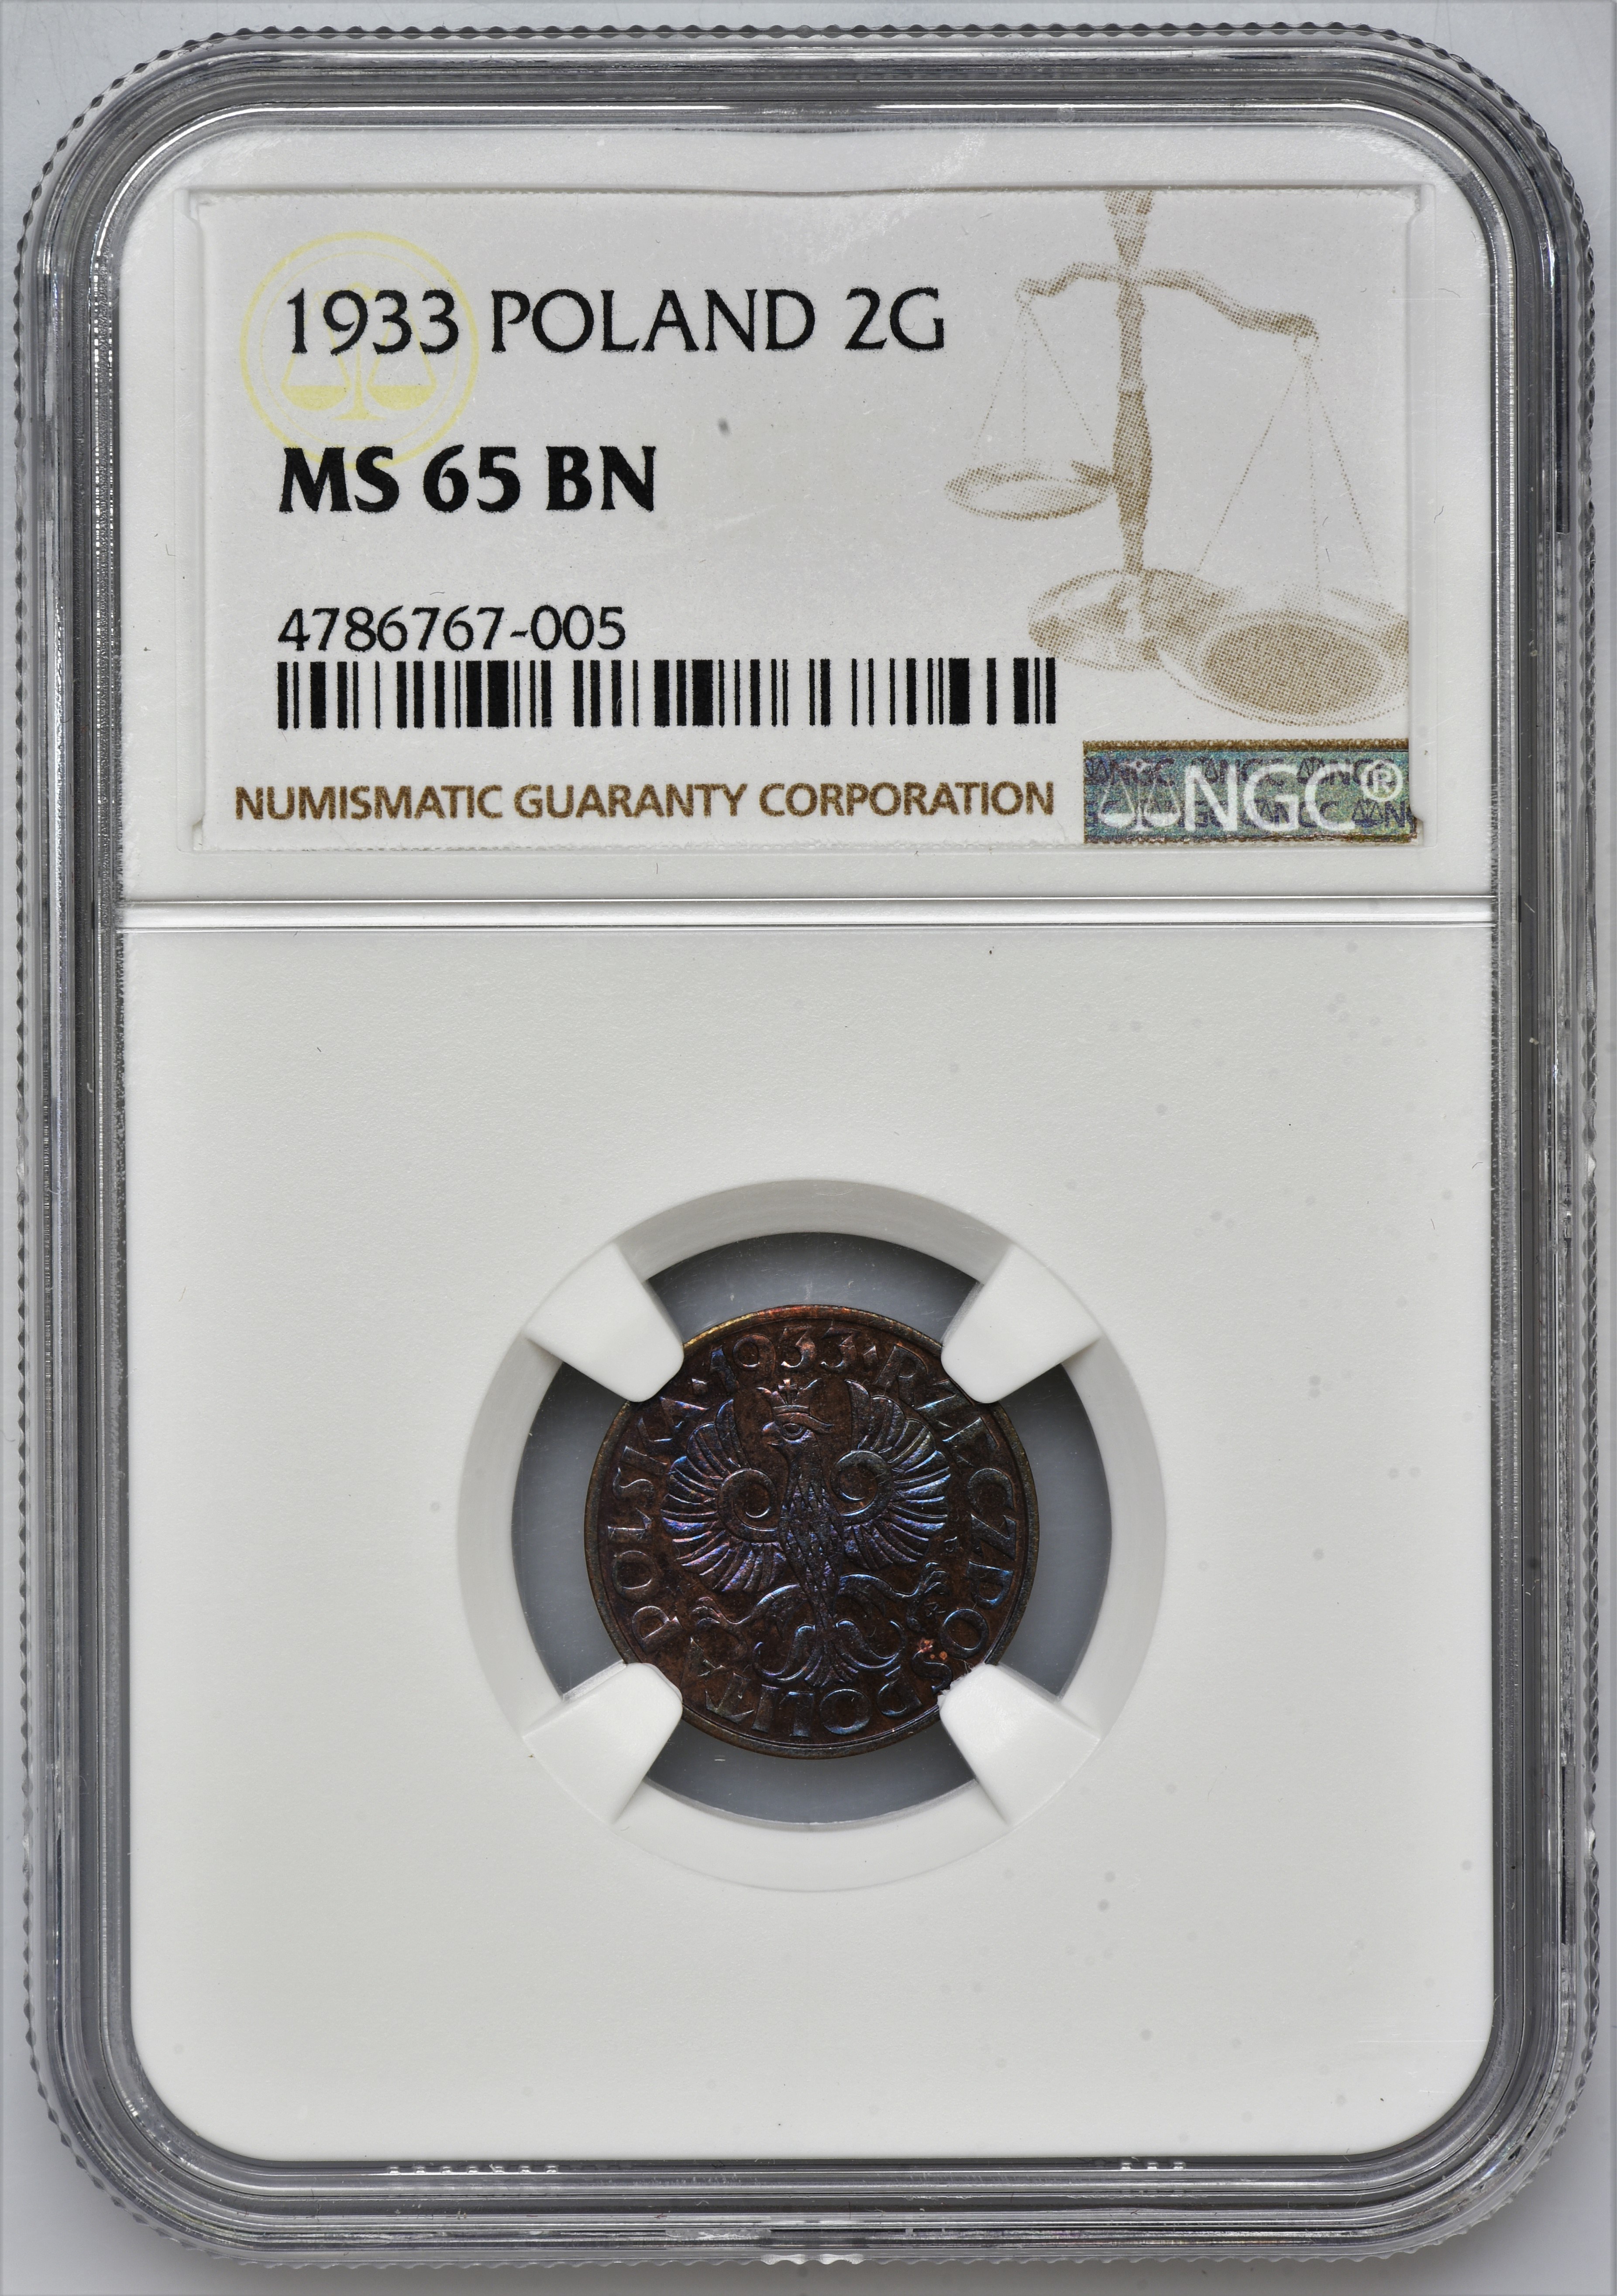 1933 POLAND 2G
MS 65 BN
4786767-005
NUMISMATIC GUARANTY CORPORATION
NGC®
1933 · RZECZPOSPOLITA POLSKA ·